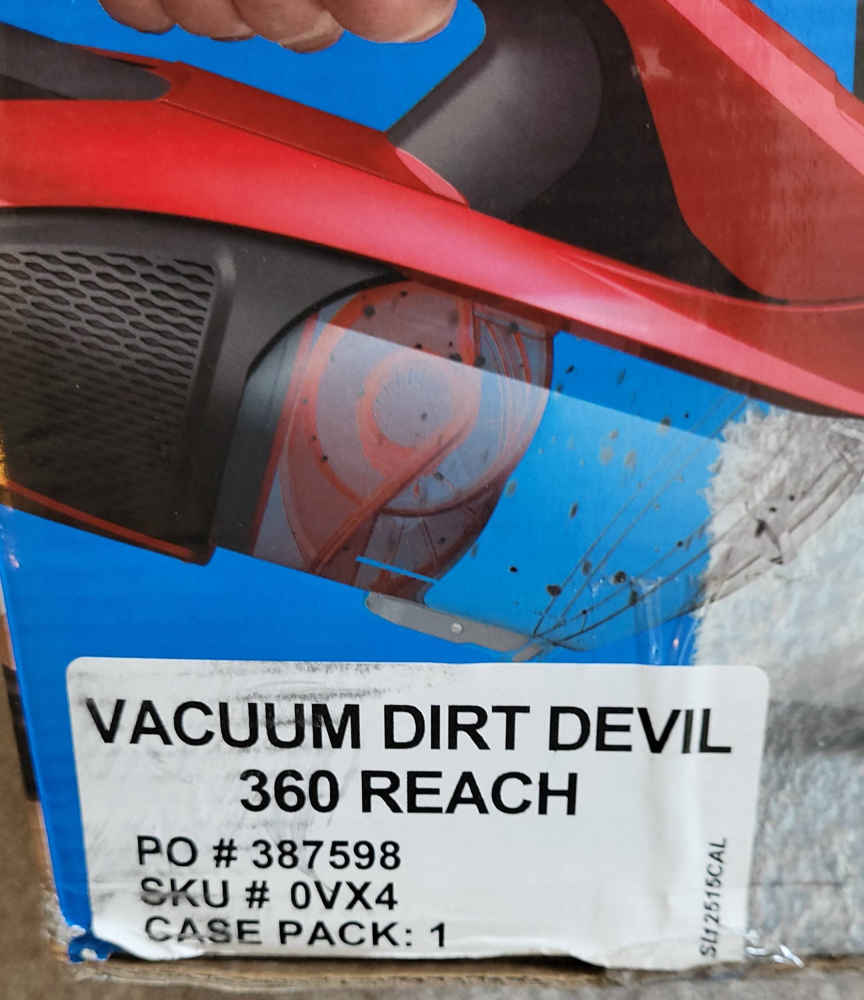 VACUUM DIRT DEVIL
360 REACH
PO # 387598
SKU # 0VX4
CASE PACK: 1
SL12515CAL